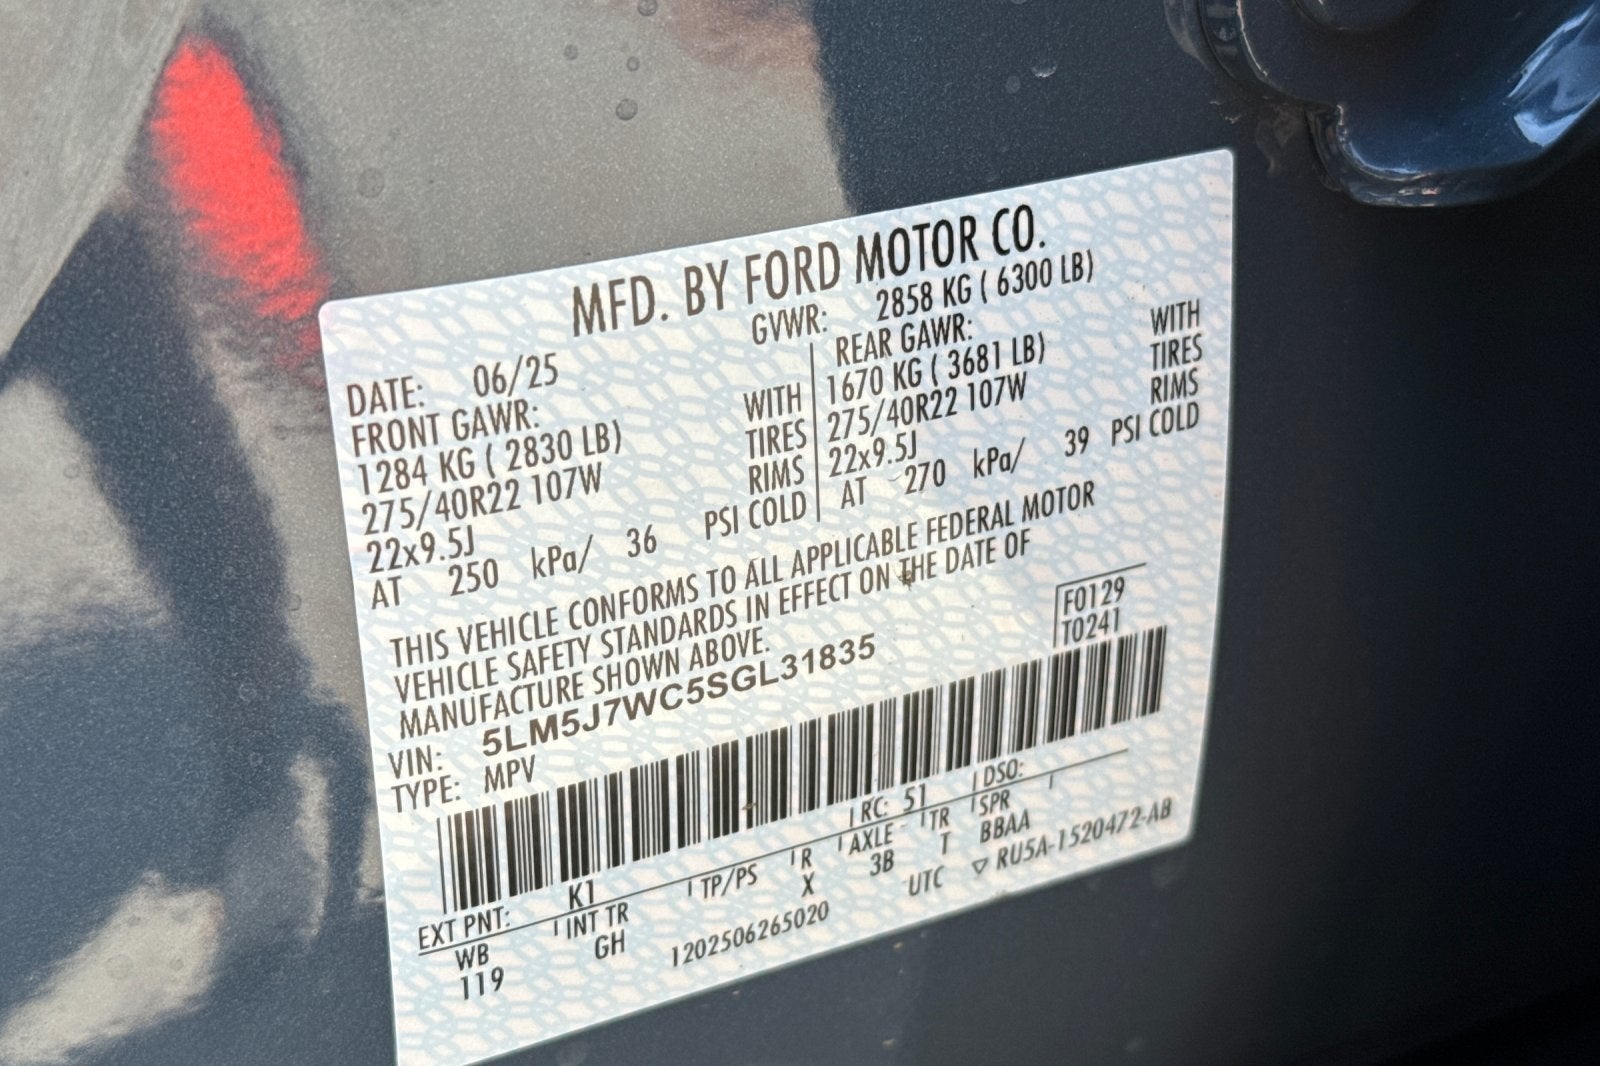 MFD. BY FORD MOTOR CO.
DATE: 06/25 GVWR: 2858 KG ( 6300 LB)
FRONT GAWR:
1284 KG ( 2830 LB) WITH
275/40R22 107W TIRES
22x9.5J RIMS
AT 250 kPa/ 36 PSI COLD
REAR GAWR:
1670 KG ( 3681 LB) WITH
275/40R22 107W TIRES
22x9.5J RIMS
AT 270 kPa/ 39 PSI COLD
THIS VEHICLE CONFORMS TO ALL APPLICABLE FEDERAL MOTOR
VEHICLE SAFETY STANDARDS IN EFFECT ON THE DATE OF
MANUFACTURE SHOWN ABOVE.
VIN: 5LM5J7WC5SGL31835
TYPE: MPV
F0129
T0241
EXT PNT: K1 RC: 51 DSO:
WB INT TR TP/PS R AXLE TR SPR
119 GH X 3B T BBAA
1202506265020 UTC ▽ RU5A-1520472-AB